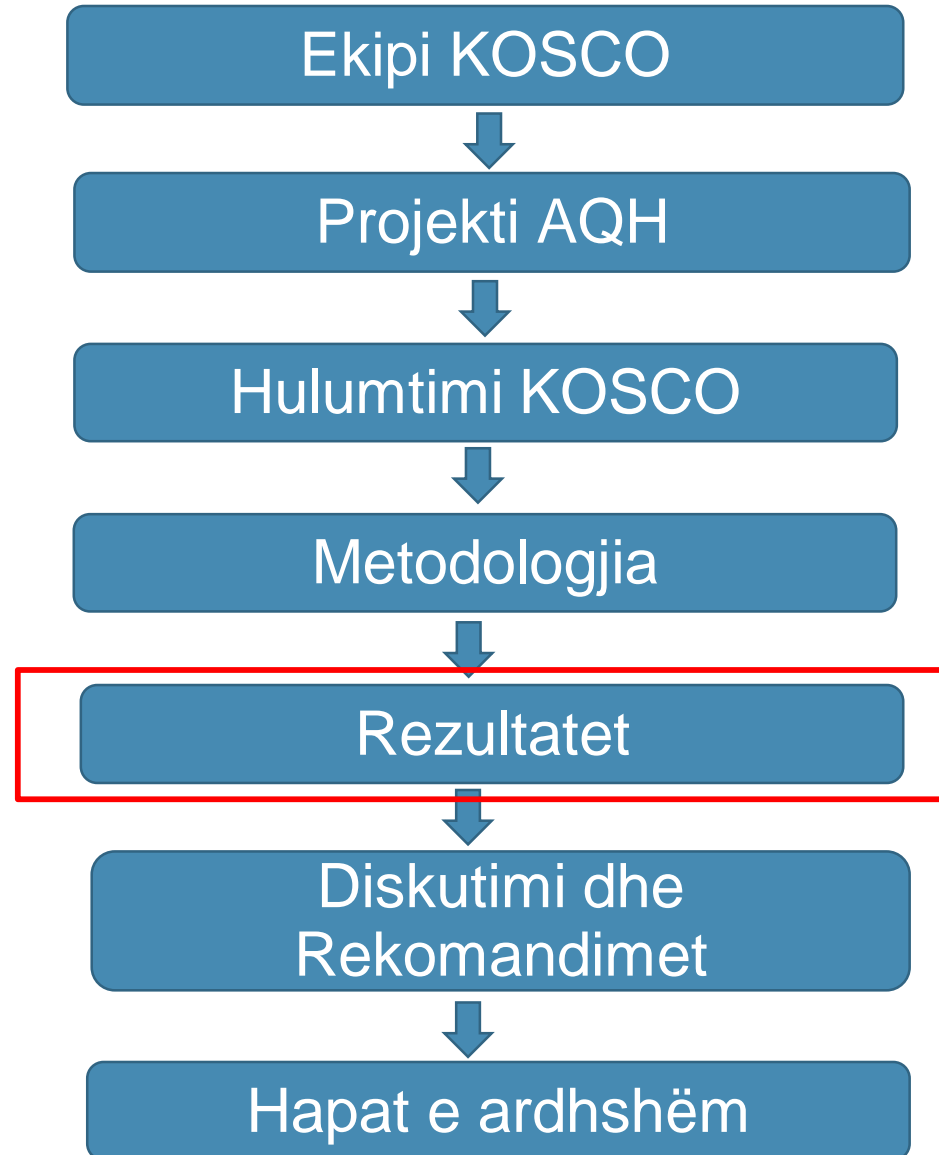 Ekipi KOSCO
Projekti AQH
Hulumtimi KOSCO
Metodologjia
Rezultatet
Diskutimi dhe
Rekomandimet
Hapat e ardhshëm